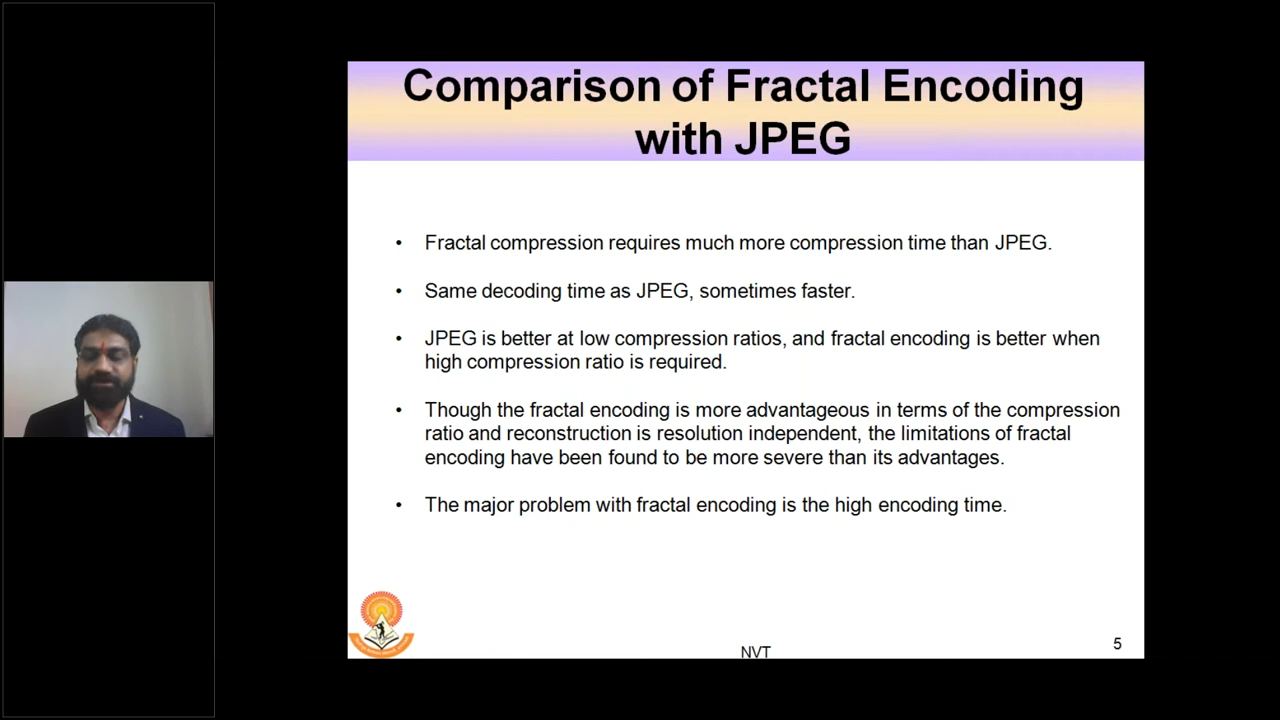 Comparison of Fractal Encoding
with JPEG
• Fractal compression requires much more compression time than JPEG.
• Same decoding time as JPEG, sometimes faster.
• JPEG is better at low compression ratios, and fractal encoding is better when
high compression ratio is required.
• Though the fractal encoding is more advantageous in terms of the compression
ratio and reconstruction is resolution independent, the limitations of fractal
encoding have been found to be more severe than its advantages.
• The major problem with fractal encoding is the high encoding time.
NVT
5